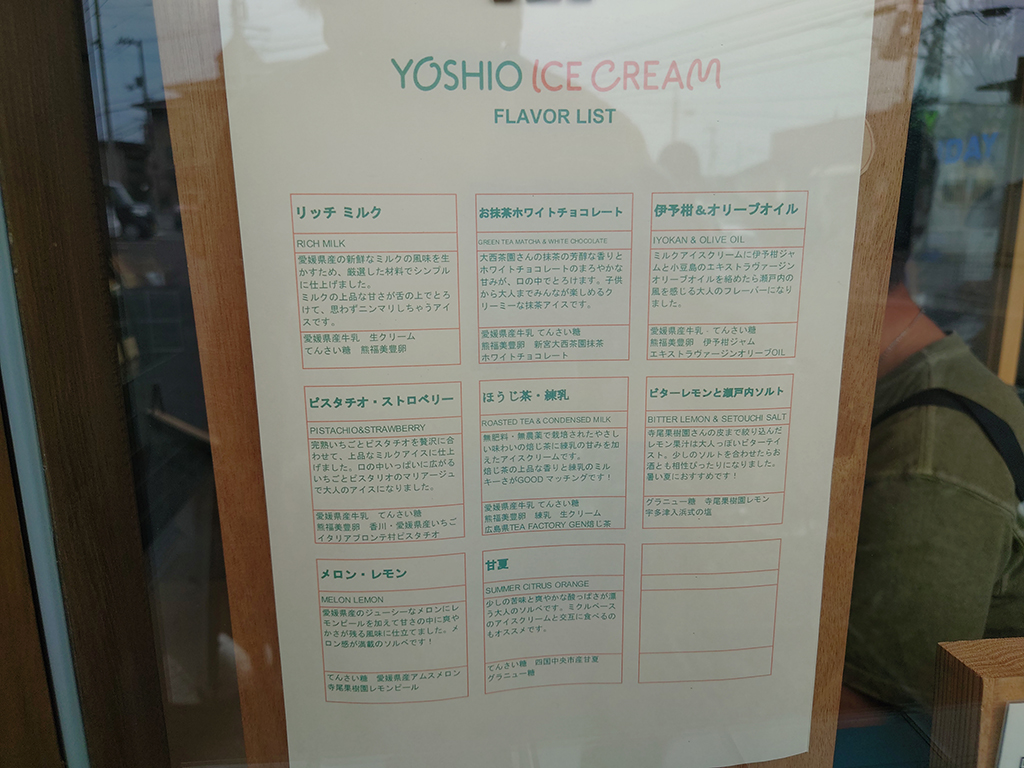 YOSHIO ICE CREAM
FLAVOR LIST
リッチ ミルク
RICH MILK
愛媛県産の新鮮なミルクの風味を生
かすため。厳選した材料でシンプル
に仕上げました。
ミルクの上品な甘さが舌の上でとろ
けて、思わずニンマリしちゃうアイ
スです。
愛媛県産牛乳　生クリーム
てんさい糖　熊福美豊卵
お抹茶ホワイトチョコレート
GREEN TEA MATCHA & WHITE CHOCOLATE
大西茶園さんの抹茶の芳醇な香りと
ホワイトチョコレートのまろやかな
甘みが、口の中でとろけます。子供
から大人までみんなが楽しめるク
リーミーな抹茶アイスです。
愛媛県産牛乳 てんさい糖
熊福美豊卵　新宮大西茶園抹茶
ホワイトチョコレート
伊予柑＆オリーブオイル
IYOKAN & OLIVE OIL
ミルクアイスクリームに伊予柑ジャ
ムと小豆島のエキストラヴァージン
オリーブオイルを絡めたら瀬戸内の
風を感じる大人のフレーバーになり
ました。
愛媛県産牛乳　てんさい糖
熊福美豊卵　伊予柑ジャム
エキストラヴァージンオリーブOIL
ピスタチオ・ストロベリー
PISTACHIO&STRAWBERRY
完熟いちごとピスタチオを贅沢に合
わせて、上品なミルクアイスに仕上
げました。口の中いっぱいに広がる
いちごとピスタリオのマリアージュ
で大人のアイスになりました。
愛媛県産牛乳　てんさい糖
熊福美豊卵　香川・愛媛県産いちご
イタリアブロンテ村ピスタチオ
ほうじ茶・練乳
ROASTED TEA & CONDENSED MILK
無肥料・無農薬で栽培されたやさし
い味わいの焙じ茶に練乳の甘みを加
えたアイスクリームです。
焙じ茶の上品な香りと練乳のミル
キーさがGOOD マッチングです！
愛媛県産牛乳 てんさい糖
熊福美豊卵　練乳　生クリーム
広島県TEA FACTORY GEN焙じ茶
ビターレモンと瀬戸内ソルト
BITTER LEMON & SETOUCHI SALT
寺尾果樹園さんの皮まで絞り込んだ
レモン果汁は大人っぽいビターテイ
スト。少しのソルトを合わせたらお
酒とも相性ぴったりになりました。
暑い夏におすすめです！
グラニュー糖　寺尾果樹園レモン
宇多津入浜式の塩
メロン・レモン
MELON LEMON
愛媛県産のジューシーなメロンにレ
モンピールを加えて甘さの中に爽や
かさが残る風味に仕立てました。メ
ロン感が満載のソルベです！
てんさい糖　愛媛県産アムスメロン
寺尾果樹園レモンピール
甘夏
SUMMER CITRUS ORANGE
少しの苦味と爽やかな酸っぱさが漂
う大人のソルベです。ミクルベース
のアイスクリームと交互に食べるの
もオススメです。
てんさい糖　四国中央市産甘夏
グラニュー糖